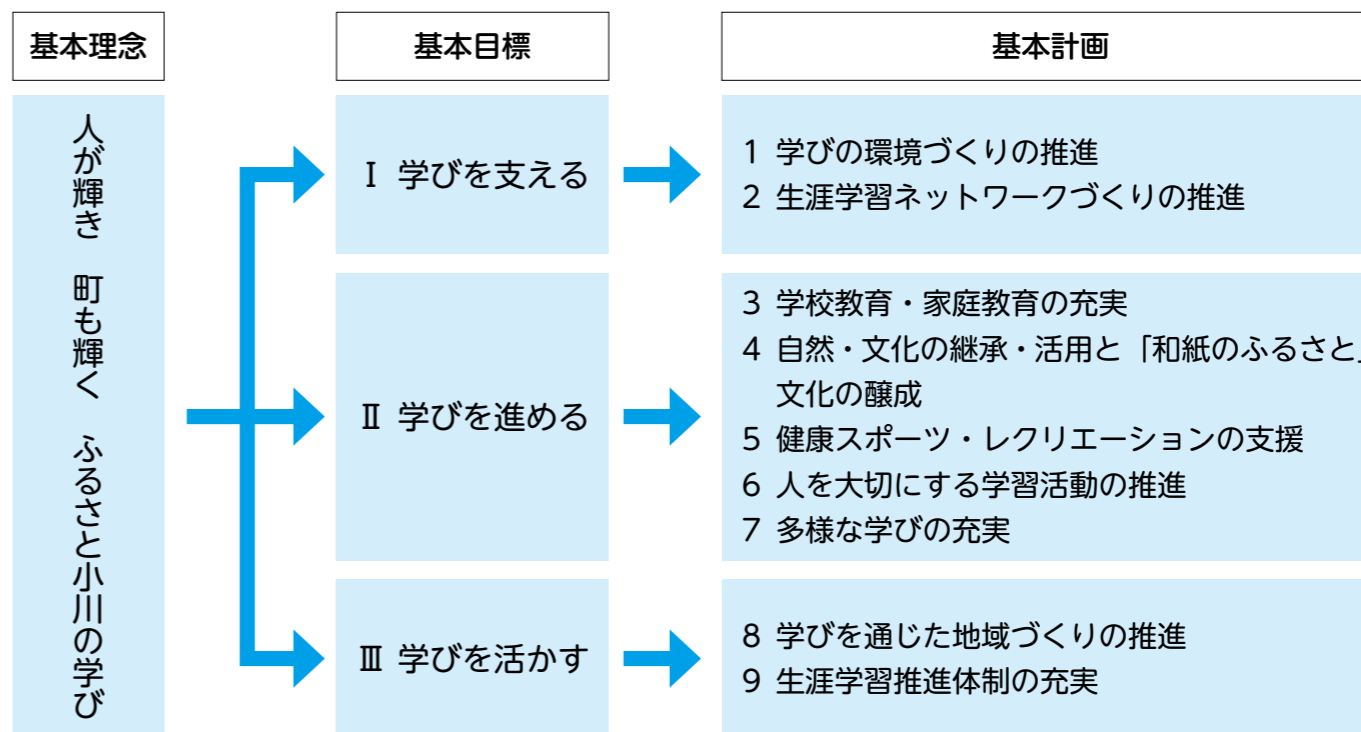 基本理念
基本目標
基本計画
人が輝き　町も輝く　ふるさと小川の学び
Ⅰ 学びを支える
1 学びの環境づくりの推進
2 生涯学習ネットワークづくりの推進
Ⅱ 学びを進める
3 学校教育・家庭教育の充実
4 自然・文化の継承・活用と「和紙のふるさと」
文化の醸成
5 健康スポーツ・レクリエーションの支援
6 人を大切にする学習活動の推進
7 多様な学びの充実
Ⅲ 学びを活かす
8 学びを通じた地域づくりの推進
9 生涯学習推進体制の充実